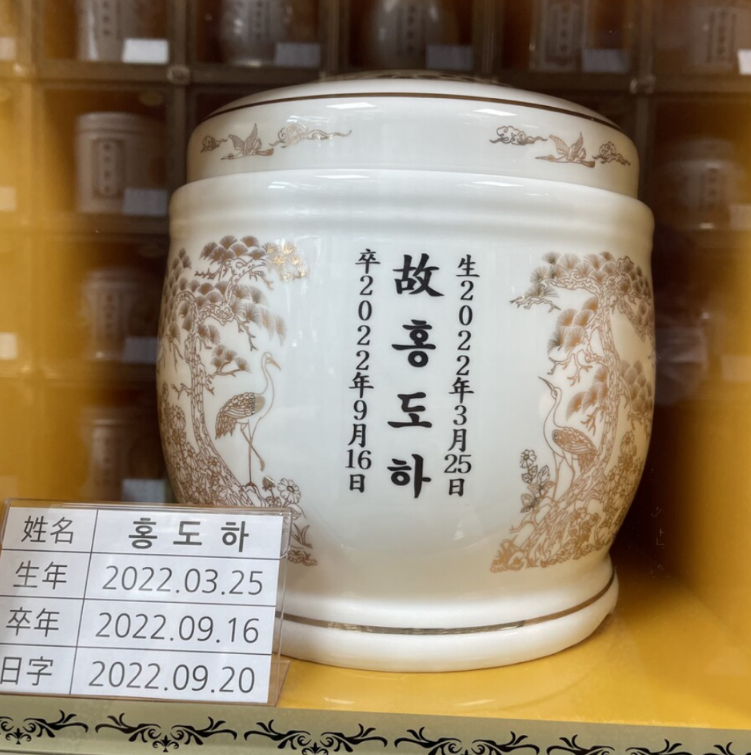 生2022年3月25日
故홍도하
卒2022年9月16日
姓名 홍도하
生年 2022.03.25
卒年 2022.09.16
日字 2022.09.20